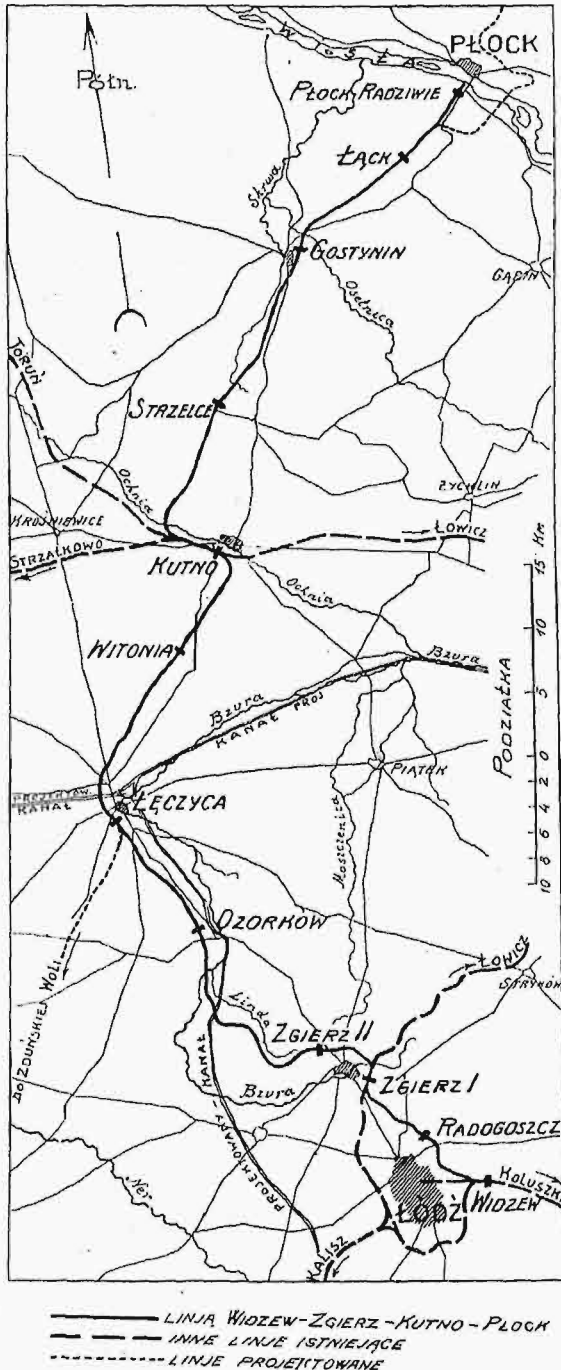 Wisła
PŁOCK
Półn.
PŁOCK-RADZIWIE
ŁĄCK
Skrwa
GOSTYNIN
GĄBIN
Osetnica
TORUŃ
STRZELCE
Ochnia
ŻYCHLIN
KROŚNIEWICE
ŁOWICZ
STRZAŁKOWO
KUTNO
15 Km
Ochnia
WITONIA
10
Bzura
Bzura
KANAŁ PROJ
5
PODZIAŁKA
0
PIĄTEK
2
PROJEKTOW.
KANAŁ
ŁĘCZYCA
4
Moszczenica
6
8
10
OZORKÓW
ŁOWICZ
STRYKÓW
DO ZDUŃSKIEJ WOLI
Linda
ZGIERZ II
Bzura
ZGIERZ I
PROJEKTOWANY-KANAŁ
RADOGOSZCZ
Ner
KOLUSZKI
ŁÓDŹ
WIDZEW
KALISZ
LINJA WIDZEW-ZGIERZ-KUTNO-PŁOCK
INNE LINJE ISTNIEJĄCE
LINJE PROJEKTOWANE